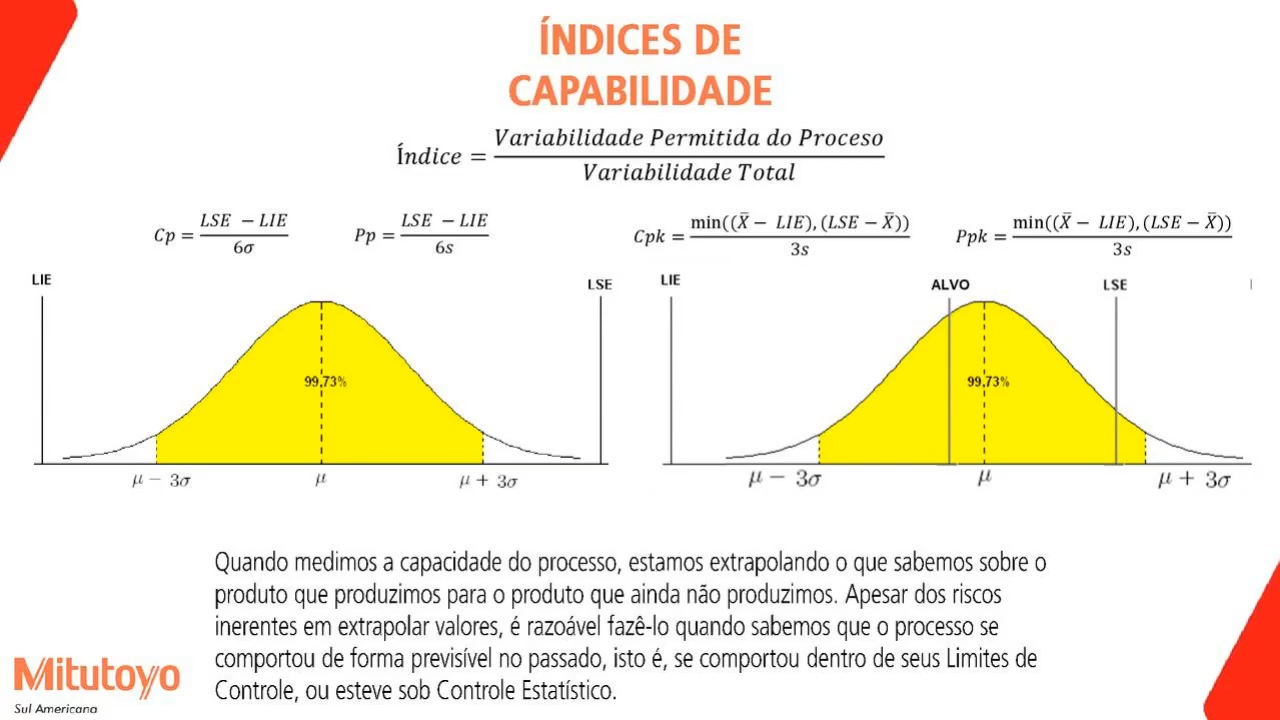 ÍNDICES DE
CAPABILIDADE
Índice = Variabilidade Permitida do Proceso / Variabilidade Total
Cp = LSE − LIE / 6σ
Pp = LSE − LIE / 6s
Cpk = min((X̄ − LIE), (LSE − X̄)) / 3s
Ppk = min((X̄ − LIE), (LSE − X̄)) / 3s
LIE
LSE
99,73%
μ − 3σ
μ
μ + 3σ
LIE
ALVO
LSE
99,73%
μ − 3σ
μ
μ + 3σ
Quando medimos a capacidade do processo, estamos extrapolando o que sabemos sobre o
produto que produzimos para o produto que ainda não produzimos. Apesar dos riscos
inerentes em extrapolar valores, é razoável fazê-lo quando sabemos que o processo se
comportou de forma previsível no passado, isto é, se comportou dentro de seus Limites de
Controle, ou esteve sob Controle Estatístico.
Mitutoyo
Sul Americana